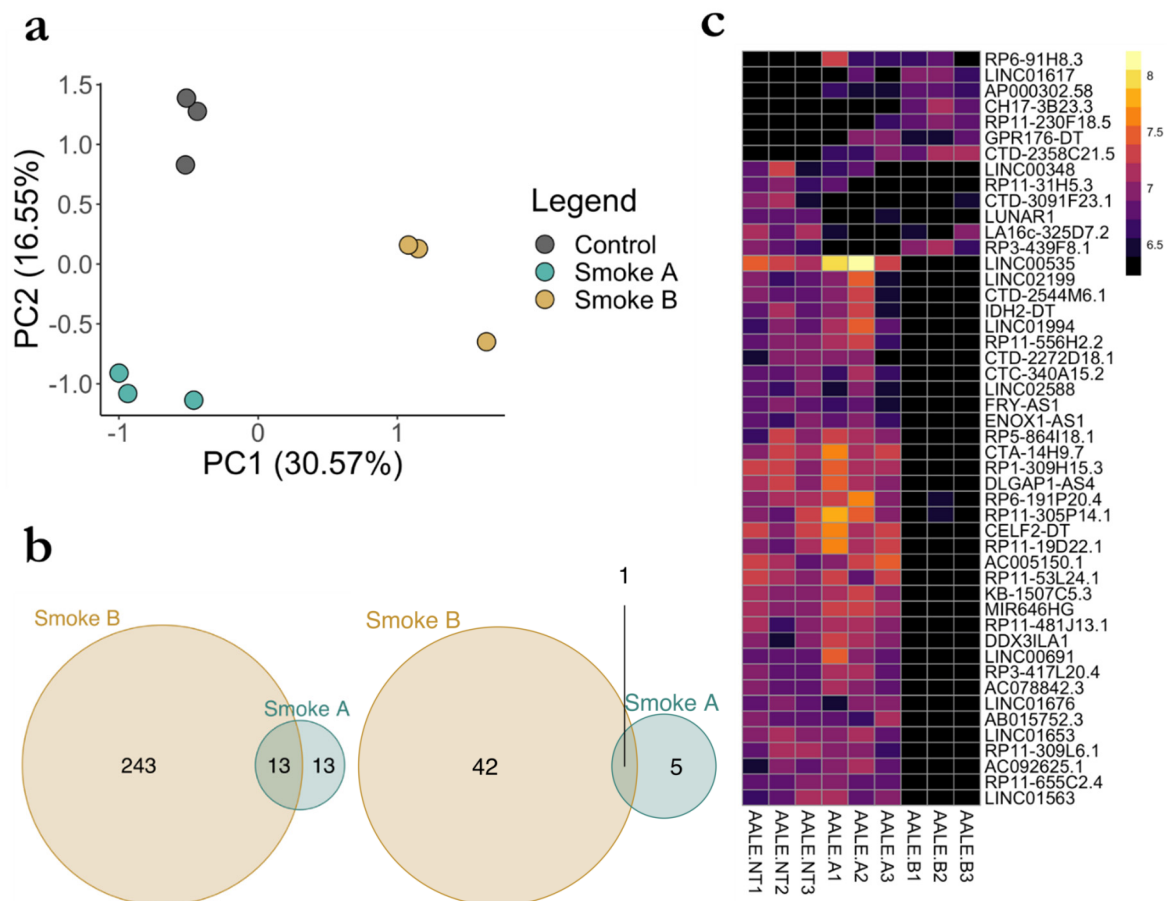 a
1.5
1.0
0.5
0.0
-0.5
-1.0
-1
0
1
PC2 (16.55%)
PC1 (30.57%)
Legend
Control
Smoke A
Smoke B
b
Smoke B
Smoke A
243
13
13
Smoke B
1
Smoke A
42
5
c
RP6-91H8.3
LINC01617
AP000302.58
CH17-3B23.3
RP11-230F18.5
GPR176-DT
CTD-2358C21.5
LINC00348
RP11-31H5.3
CTD-3091F23.1
LUNAR1
LA16c-325D7.2
RP3-439F8.1
LINC00535
LINC02199
CTD-2544M6.1
IDH2-DT
LINC01994
RP11-556H2.2
CTD-2272D18.1
CTC-340A15.2
LINC02588
FRY-AS1
ENOX1-AS1
RP5-864I18.1
CTA-14H9.7
RP1-309H15.3
DLGAP1-AS4
RP6-191P20.4
RP11-305P14.1
CELF2-DT
RP11-19D22.1
AC005150.1
RP11-53L24.1
KB-1507C5.3
MIR646HG
RP11-481J13.1
DDX3ILA1
LINC00691
RP3-417L20.4
AC078842.3
LINC01676
AB015752.3
LINC01653
RP11-309L6.1
AC092625.1
RP11-655C2.4
LINC01563
AALE.NT1
AALE.NT2
AALE.NT3
AALE.A1
AALE.A2
AALE.A3
AALE.B1
AALE.B2
AALE.B3
8
7.5
7
6.5